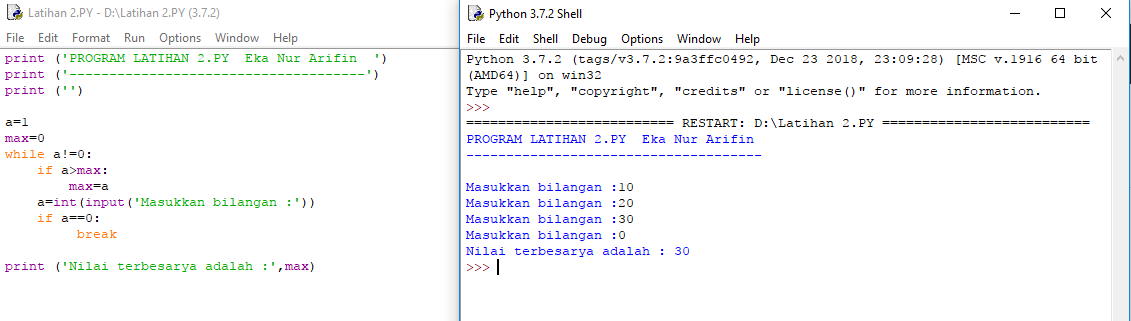 Latihan 2.PY - D:\Latihan 2.PY (3.7.2)
File Edit Format Run Options Window Help
print ('PROGRAM LATIHAN 2.PY  Eka Nur Arifin  ')
print ('-------------------------------------')
print ('')
a=1
max=0
while a!=0:
    if a>max:
        max=a
    a=int(input('Masukkan bilangan :'))
    if a==0:
         break
print ('Nilai terbesarya adalah :',max)
Python 3.7.2 Shell
File Edit Shell Debug Options Window Help
Python 3.7.2 (tags/v3.7.2:9a3ffc0492, Dec 23 2018, 23:09:28) [MSC v.1916 64 bit
(AMD64)] on win32
Type "help", "copyright", "credits" or "license()" for more information.
>>>
========================== RESTART: D:\Latihan 2.PY ==========================
PROGRAM LATIHAN 2.PY  Eka Nur Arifin
-------------------------------------
Masukkan bilangan :10
Masukkan bilangan :20
Masukkan bilangan :30
Masukkan bilangan :0
Nilai terbesarya adalah : 30
>>>